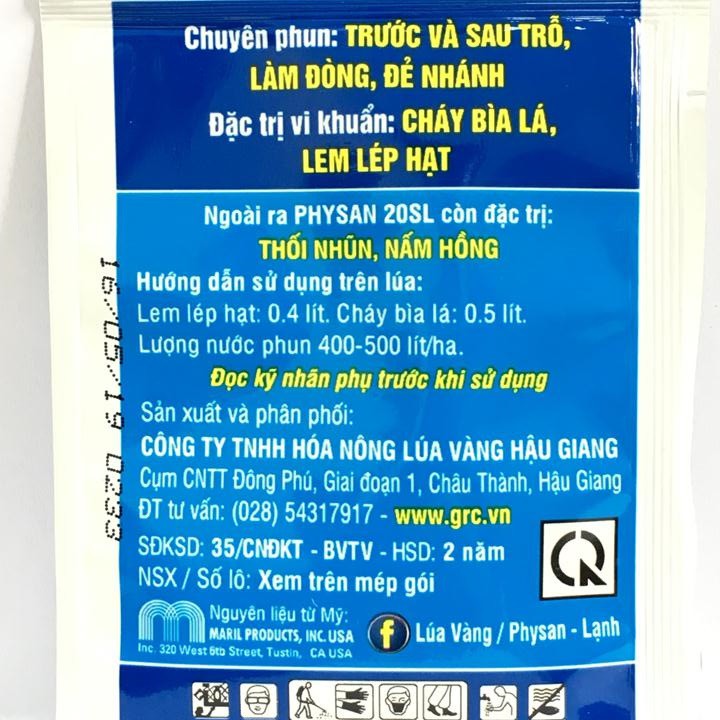 Chuyên phun: TRƯỚC VÀ SAU TRỖ,
LÀM ĐÒNG, ĐẺ NHÁNH
Đặc trị vi khuẩn: CHÁY BÌA LÁ,
LEM LÉP HẠT
Ngoài ra PHYSAN 20SL còn đặc trị:
THỐI NHŨN, NẤM HỒNG
Hướng dẫn sử dụng trên lúa:
Lem lép hạt: 0.4 lít. Cháy bìa lá: 0.5 lít.
Lượng nước phun 400-500 lít/ha.
Đọc kỹ nhãn phụ trước khi sử dụng
Sản xuất và phân phối:
CÔNG TY TNHH HÓA NÔNG LÚA VÀNG HẬU GIANG
Cụm CNTT Đông Phú, Giai đoạn 1, Châu Thành, Hậu Giang
ĐT tư vấn: (028) 54317917 - www.grc.vn
SĐKSD: 35/CNĐKT - BVTV - HSD: 2 năm
NSX / Số lô: Xem trên mép gói
Nguyên liệu từ Mỹ:
MARIL PRODUCTS, INC. USA
Inc. 320 West 6tb Street, Tustin, CA USA
f Lúa Vàng / Physan - Lạnh
16/05/19 0233